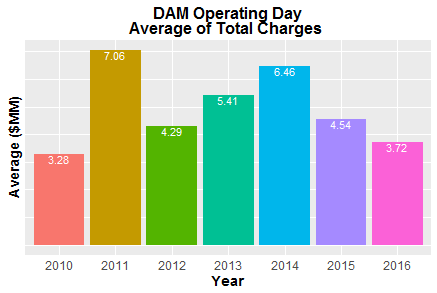 DAM Operating Day
Average of Total Charges
Average ($MM)
3.28
7.06
4.29
5.41
6.46
4.54
3.72
2010 2011 2012 2013 2014 2015 2016
Year